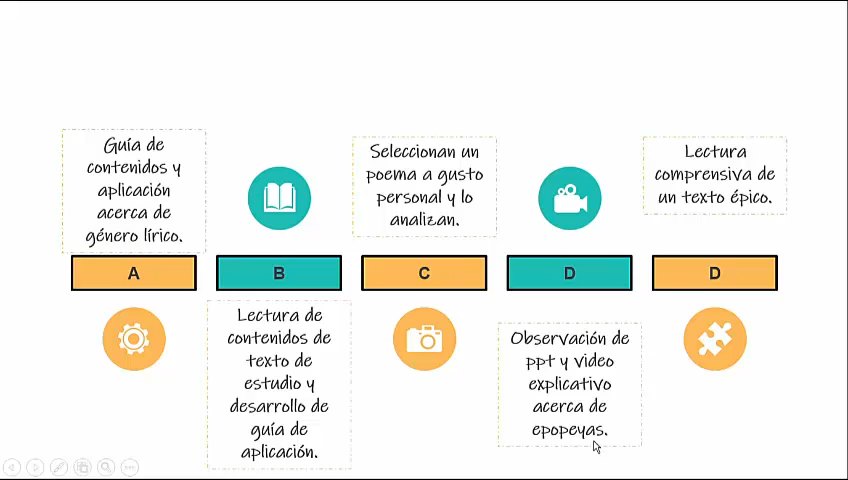 Guía de
contenidos y
aplicación
acerca de
género lírico.
A
B
Lectura de
contenidos de
texto de
estudio y
desarrollo de
guía de
aplicación.
Seleccionan un
poema a gusto
personal y lo
analizan.
C
D
Observación de
ppt y video
explicativo
acerca de
epopeyas.
Lectura
comprensiva de
un texto épico.
D